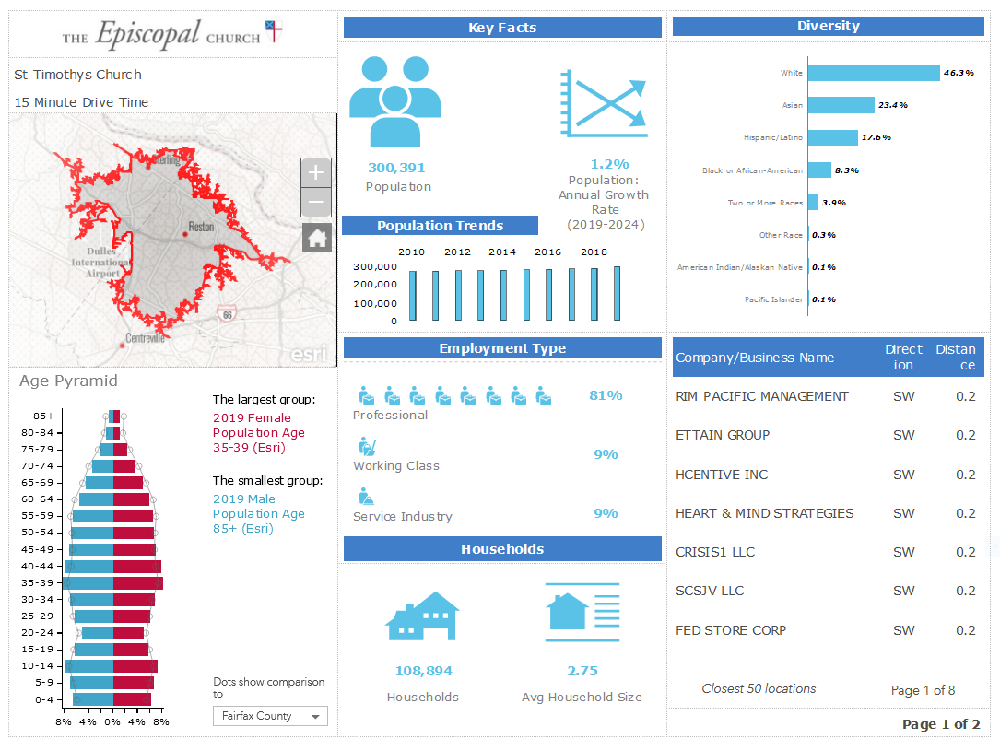 THE Episcopal CHURCH
St Timothys Church
15 Minute Drive Time
Sterling
Reston
Dulles
International
Airport
66
Centreville
esri
+
−
Age Pyramid
85+
80-84
75-79
70-74
65-69
60-64
55-59
50-54
45-49
40-44
35-39
30-34
25-29
20-24
15-19
10-14
5-9
0-4
8% 4% 0% 4% 8%
The largest group:
2019 Female
Population Age
35-39 (Esri)
The smallest group:
2019 Male
Population Age
85+ (Esri)
Dots show comparison
to
Fairfax County
Key Facts
300,391
Population
1.2%
Population:
Annual Growth
Rate
(2019-2024)
Population Trends
2010 2012 2014 2016 2018
300,000
200,000
100,000
0
Employment Type
81%
Professional
9%
Working Class
9%
Service Industry
Households
108,894
Households
2.75
Avg Household Size
Diversity
White 46.3%
Asian 23.4%
Hispanic/Latino 17.6%
Black or African-American 8.3%
Two or More Races 3.9%
Other Race 0.3%
American Indian/Alaskan Native 0.1%
Pacific Islander 0.1%
Company/Business Name Direct Distan
ion ce
RIM PACIFIC MANAGEMENT SW 0.2
ETTAIN GROUP SW 0.2
HCENTIVE INC SW 0.2
HEART & MIND STRATEGIES SW 0.2
CRISIS1 LLC SW 0.2
SCSJV LLC SW 0.2
FED STORE CORP SW 0.2
Closest 50 locations Page 1 of 8
Page 1 of 2